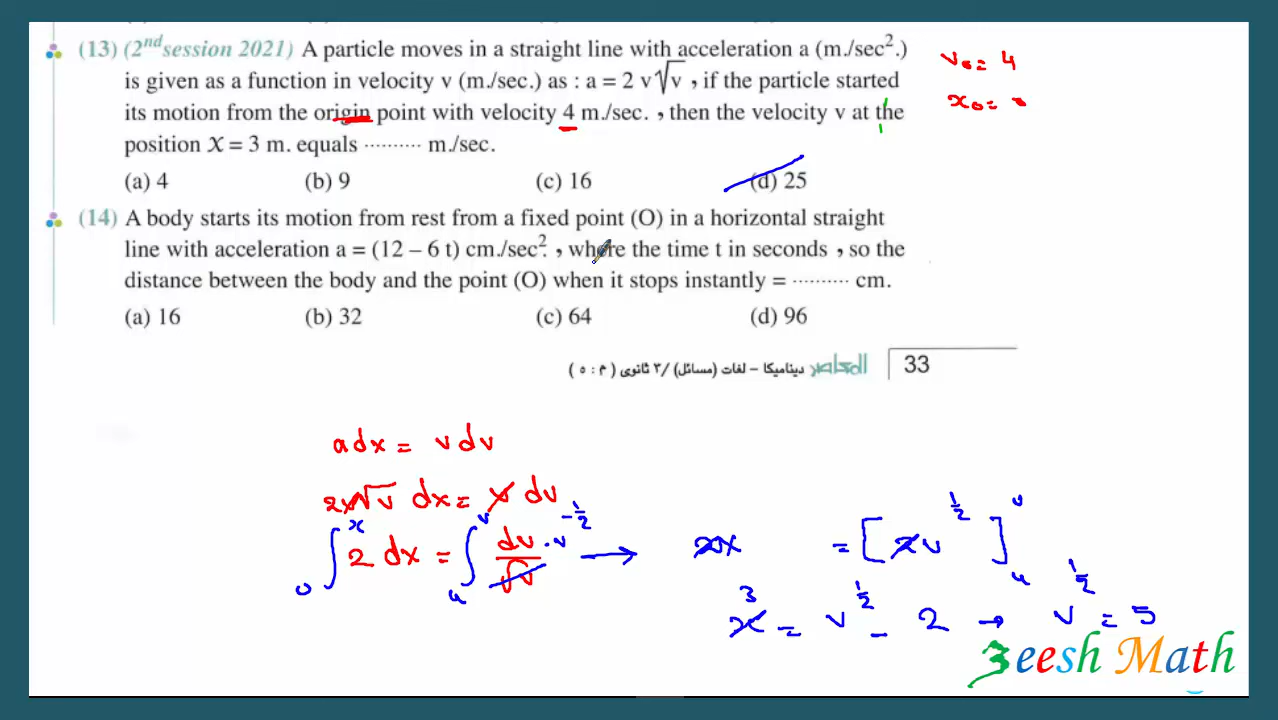 (13) (2nd session 2021) A particle moves in a straight line with acceleration a (m./sec².)
is given as a function in velocity v (m./sec.) as : a = 2 v√v , if the particle started
its motion from the origin point with velocity 4 m/sec. , then the velocity v at the
position X = 3 m. equals ·········· m./sec.
(a) 4 (b) 9 (c) 16 (d) 25
(14) A body starts its motion from rest from a fixed point (O) in a horizontal straight
line with acceleration a = (12 – 6 t) cm./sec². , where the time t in seconds , so the
distance between the body and the point (O) when it stops instantly = ·········· cm.
(a) 16 (b) 32 (c) 64 (d) 96
المعاصر ديناميكا - لغات (مسائل) /٣ ثانوى (م : ٥) 33
v₀ = 4
x₀ = 0
a dx = v dv
2v√v dx = v dv
∫₀ˣ 2 dx = ∫₄ᵛ dv/√v · v^-1/2 → 2x = [2v^1/2]₄ᵛ
x 3 = v^1/2 - 2 → v^1/2 = 5
Zeesh Math